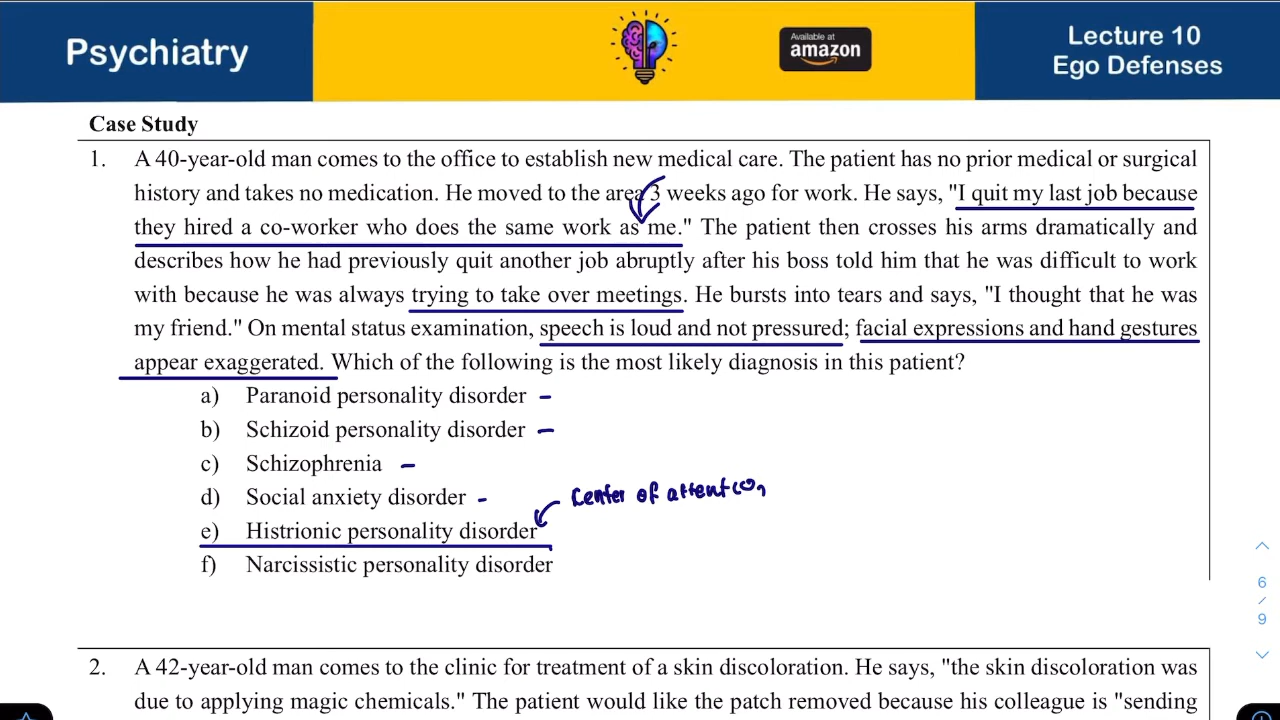 Psychiatry
Available at
amazon
Lecture 10
Ego Defenses
Case Study
1. A 40-year-old man comes to the office to establish new medical care. The patient has no prior medical or surgical
history and takes no medication. He moved to the area 3 weeks ago for work. He says, "I quit my last job because
they hired a co-worker who does the same work as me." The patient then crosses his arms dramatically and
describes how he had previously quit another job abruptly after his boss told him that he was difficult to work
with because he was always trying to take over meetings. He bursts into tears and says, "I thought that he was
my friend." On mental status examination, speech is loud and not pressured; facial expressions and hand gestures
appear exaggerated. Which of the following is the most likely diagnosis in this patient?
a) Paranoid personality disorder -
b) Schizoid personality disorder -
c) Schizophrenia -
d) Social anxiety disorder -
Center of attention
e) Histrionic personality disorder
f) Narcissistic personality disorder
6
/
9
2. A 42-year-old man comes to the clinic for treatment of a skin discoloration. He says, "the skin discoloration was
due to applying magic chemicals." The patient would like the patch removed because his colleague is "sending